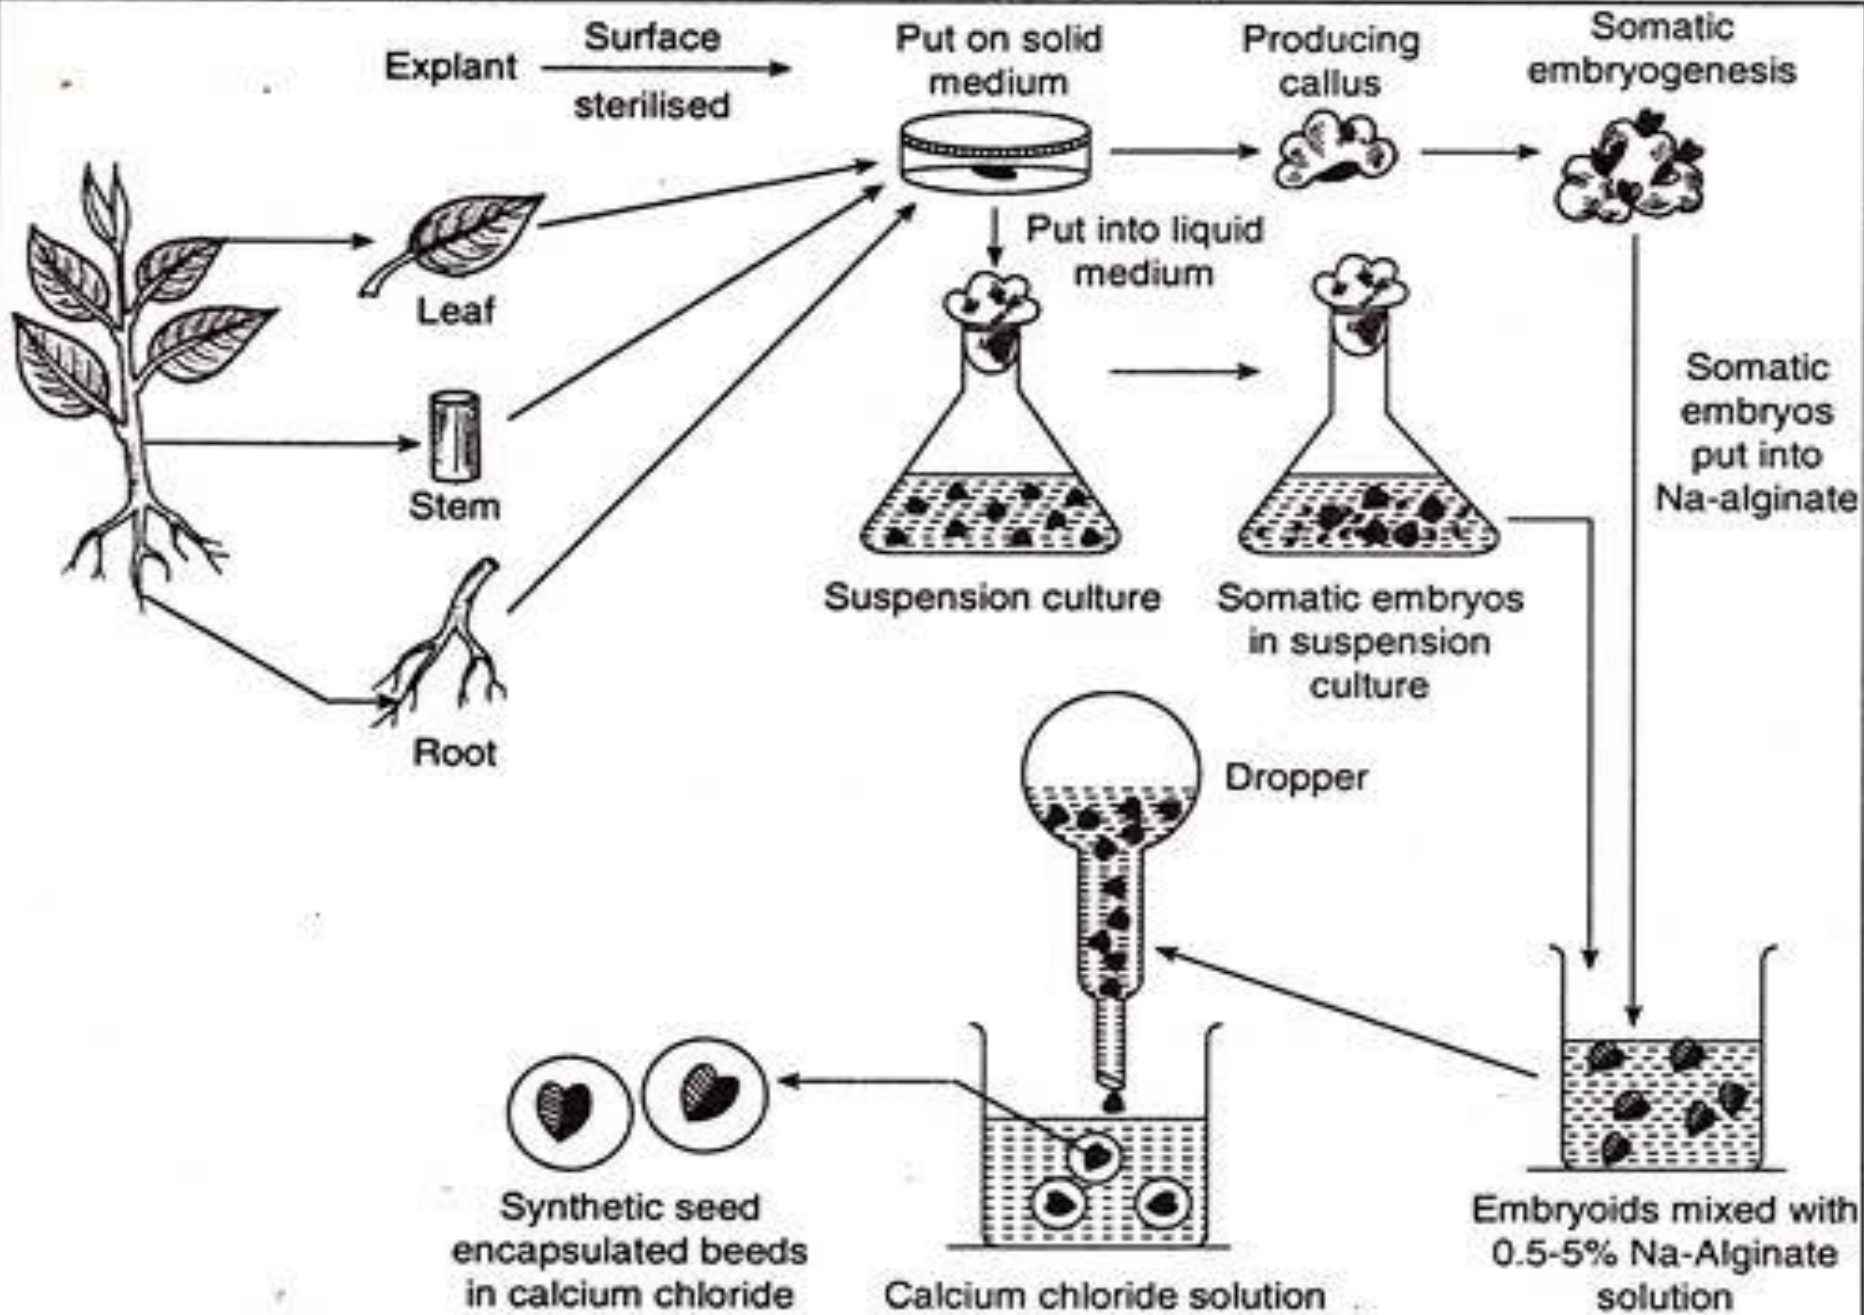 Explant
Surface
sterilised
Put on solid
medium
Producing
callus
Somatic
embryogenesis
Leaf
Stem
Root
Put into liquid
medium
Suspension culture
Somatic embryos
in suspension
culture
Somatic
embryos
put into
Na-alginate
Dropper
Synthetic seed
encapsulated beeds
in calcium chloride
Calcium chloride solution
Embryoids mixed with
0.5-5% Na-Alginate
solution